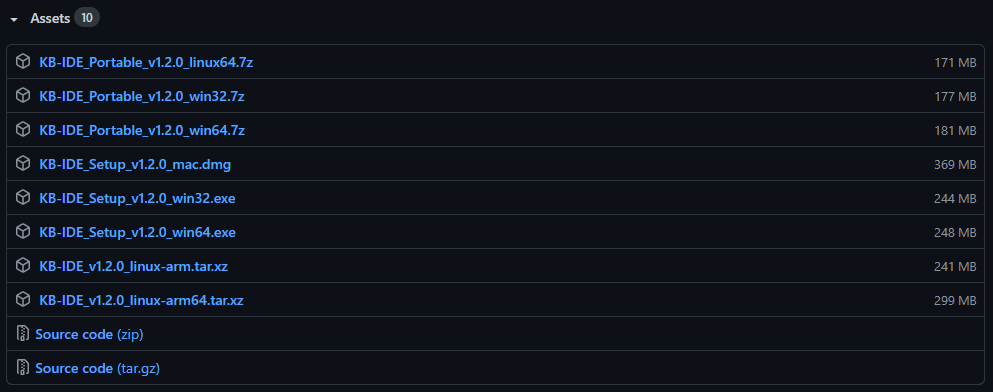 Assets 10
KB-IDE_Portable_v1.2.0_linux64.7z 171 MB
KB-IDE_Portable_v1.2.0_win32.7z 177 MB
KB-IDE_Portable_v1.2.0_win64.7z 181 MB
KB-IDE_Setup_v1.2.0_mac.dmg 369 MB
KB-IDE_Setup_v1.2.0_win32.exe 244 MB
KB-IDE_Setup_v1.2.0_win64.exe 248 MB
KB-IDE_v1.2.0_linux-arm.tar.xz 241 MB
KB-IDE_v1.2.0_linux-arm64.tar.xz 299 MB
Source code (zip)
Source code (tar.gz)